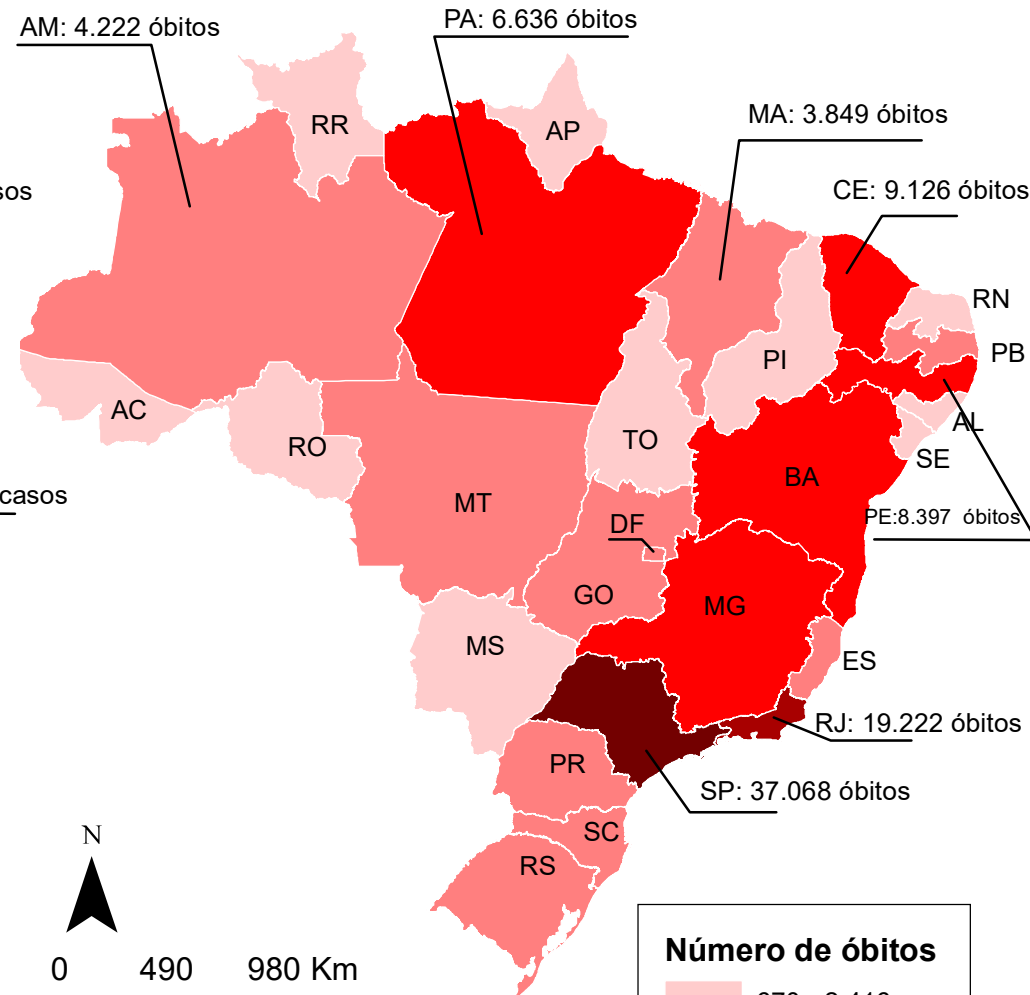 AM: 4.222 óbitos
PA: 6.636 óbitos
RR
AP
MA: 3.849 óbitos
CE: 9.126 óbitos
RN
PB
PI
AC
RO
TO
AL
SE
BA
casos
MT
DF
PE:8.397 óbitos
GO
MG
MS
ES
RJ: 19.222 óbitos
PR
SP: 37.068 óbitos
SC
RS
N
0 490 980 Km
Número de óbitos